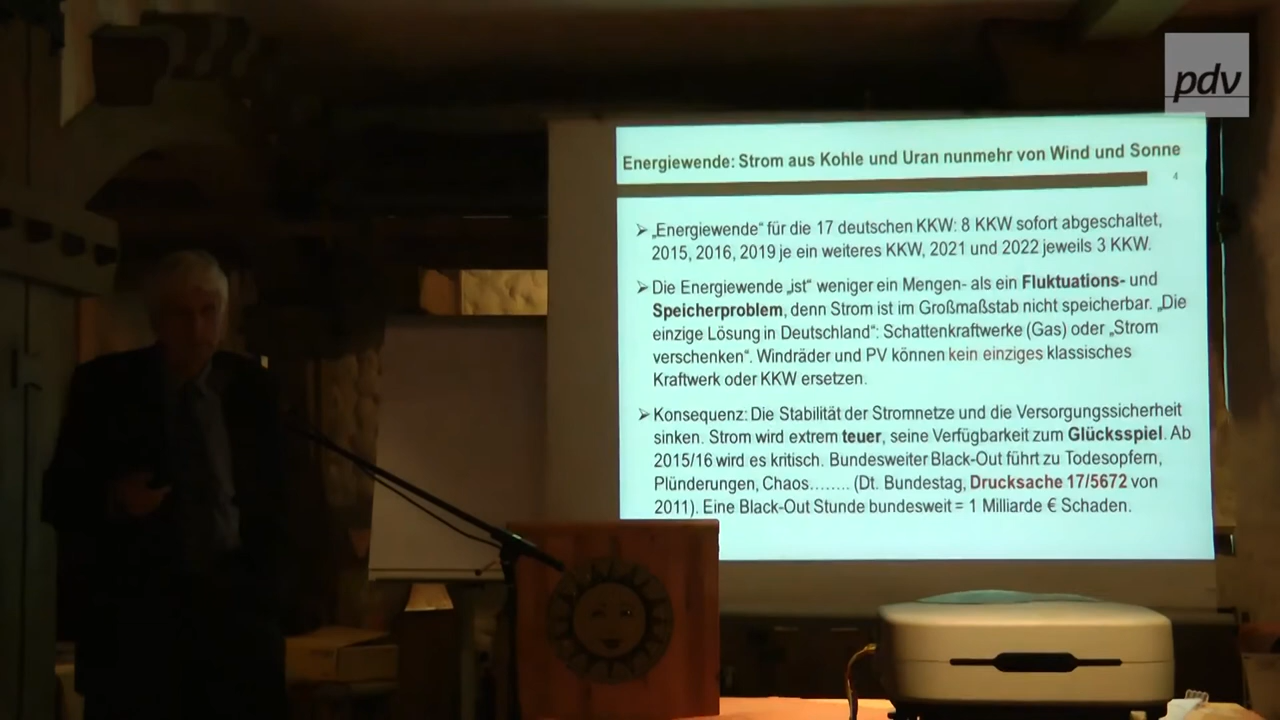 pdv
Energiewende: Strom aus Kohle und Uran nunmehr von Wind und Sonne
4
„Energiewende“ für die 17 deutschen KKW: 8 KKW sofort abgeschaltet,
2015, 2016, 2019 je ein weiteres KKW, 2021 und 2022 jeweils 3 KKW.
Die Energiewende „ist“ weniger ein Mengen- als ein Fluktuations- und
Speicherproblem, denn Strom ist im Großmaßstab nicht speicherbar. „Die
einzige Lösung in Deutschland“: Schattenkraftwerke (Gas) oder „Strom
verschenken“. Windräder und PV können kein einziges klassisches
Kraftwerk oder KKW ersetzen.
Konsequenz: Die Stabilität der Stromnetze und die Versorgungssicherheit
sinken. Strom wird extrem teuer, seine Verfügbarkeit zum Glücksspiel. Ab
2015/16 wird es kritisch. Bundesweiter Black-Out führt zu Todesopfern,
Plünderungen, Chaos........ (Dt. Bundestag, Drucksache 17/5672 von
2011). Eine Black-Out Stunde bundesweit = 1 Milliarde € Schaden.